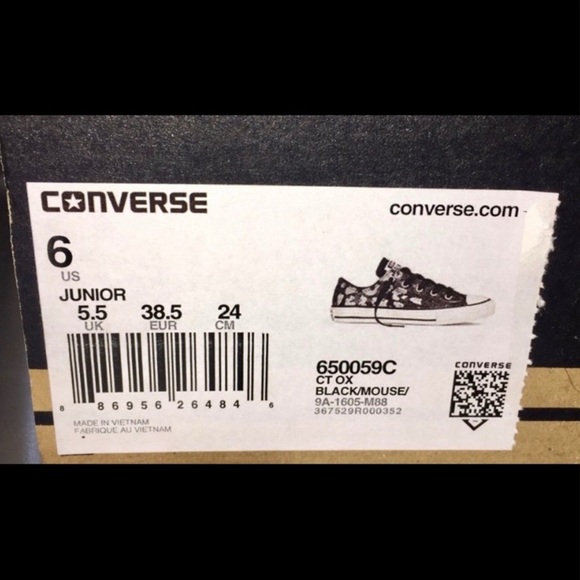 CONVERSE
converse.com
6
US
JUNIOR
5.5 38.5 24
UK EUR CM
8 86956 26484 6
MADE IN VIETNAM
FABRIQUÉ AU VIETNAM
650059C
CT OX
BLACK/MOUSE/
9A-1605-M88
367529R000352
CONVERSE